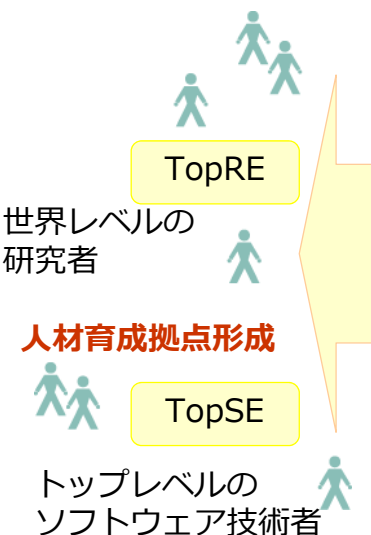 TopRE
世界レベルの
研究者
人材育成拠点形成
TopSE
トップレベルの
ソフトウェア技術者